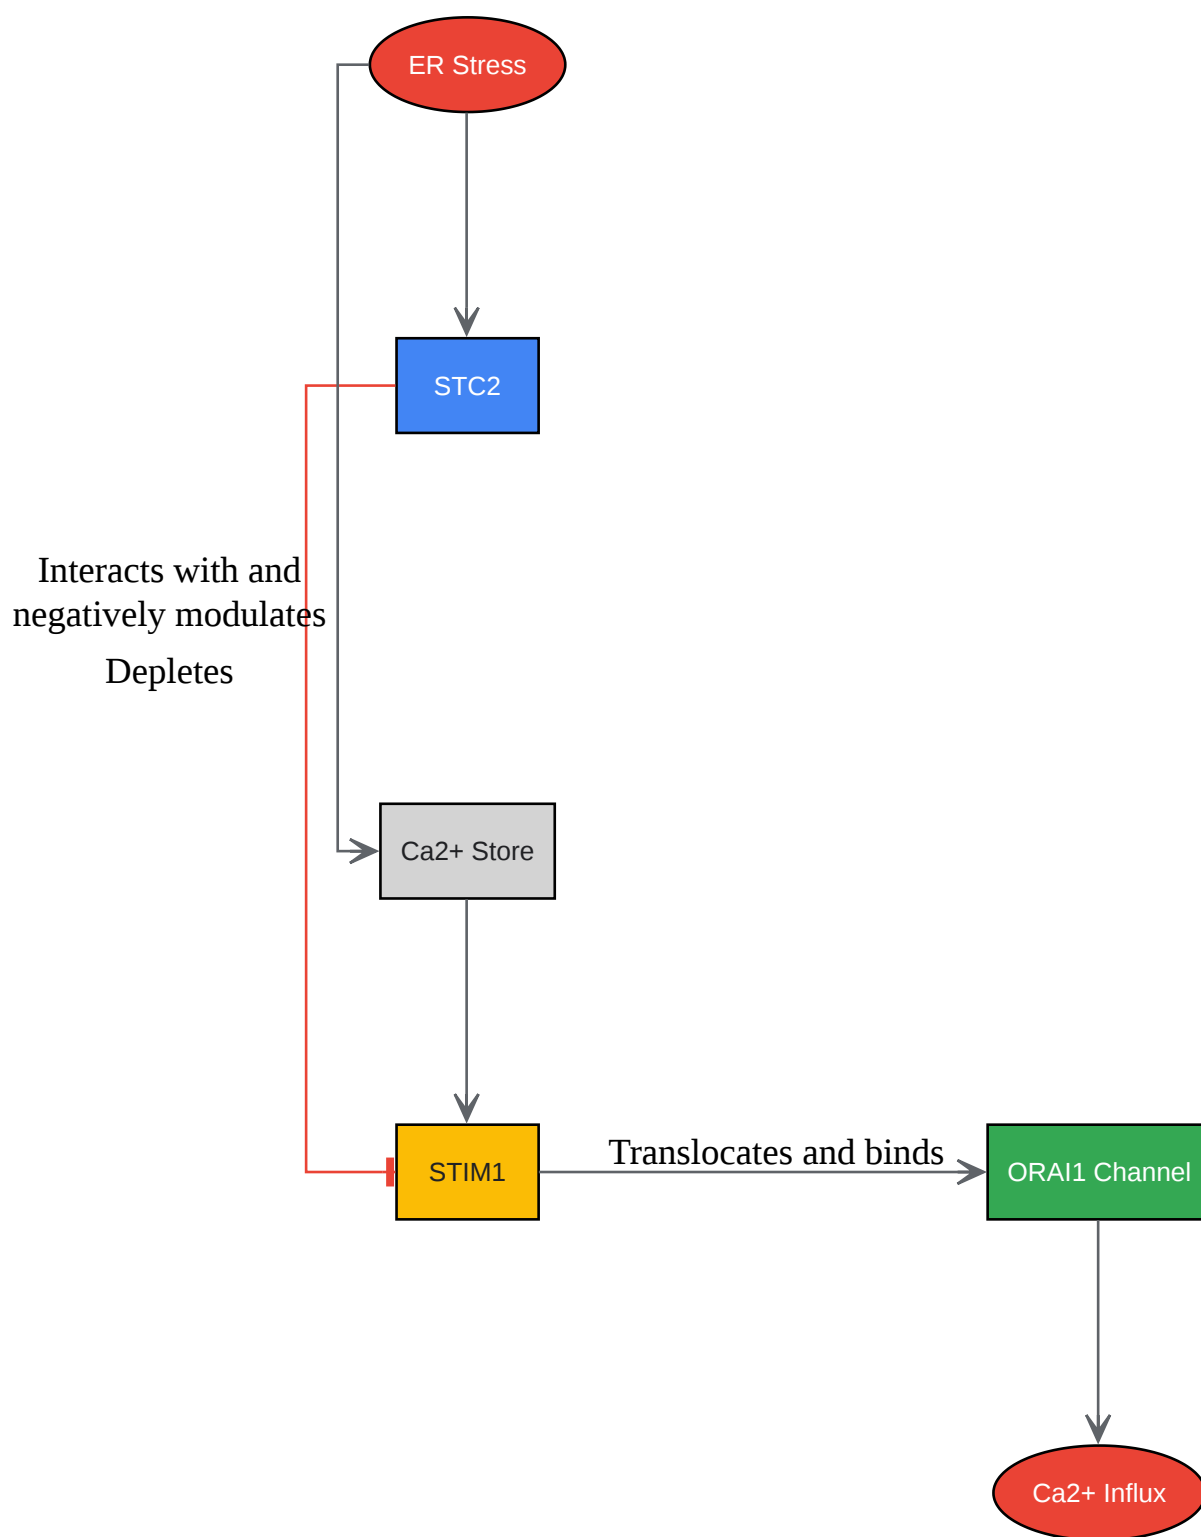 ER Stress
STC2
Interacts with and
negatively modulates
Depletes
Ca2+ Store
Translocates and binds
STIM1
ORAI1 Channel
Ca2+ Influx